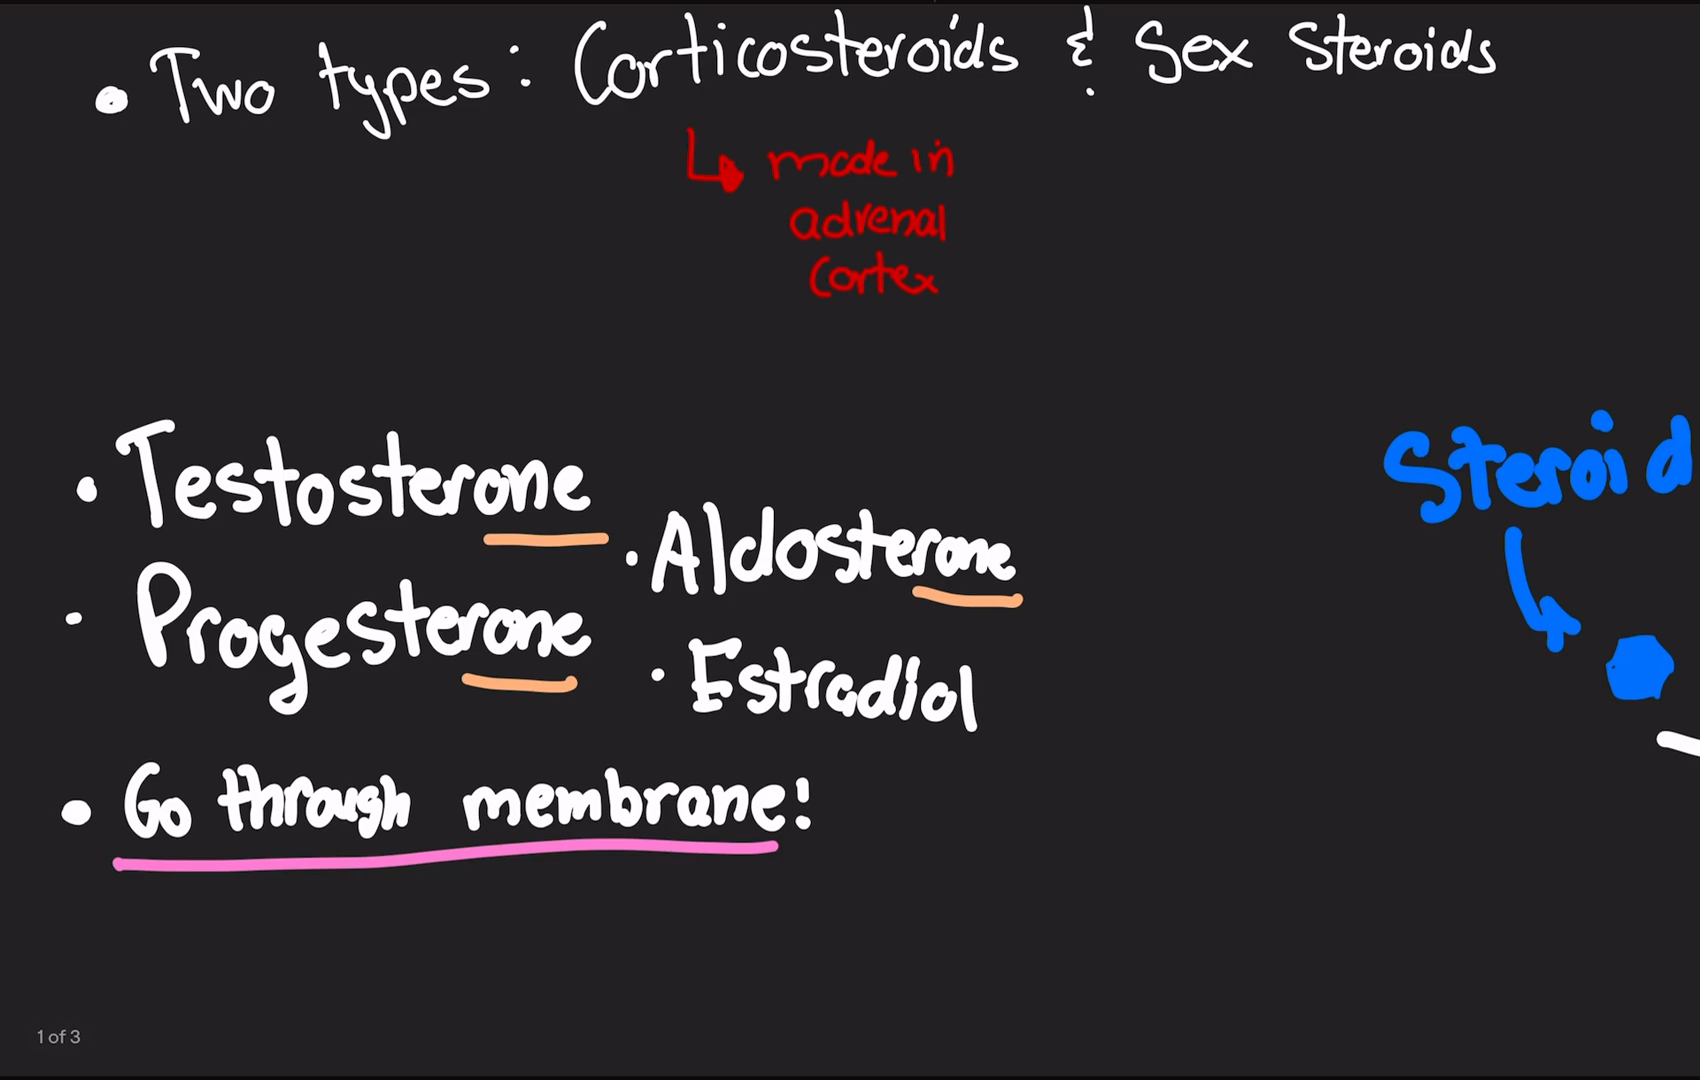 • Two types: Corticosteroids & Sex Steroids
made in
adrenal
cortex
Steroid
• Testosterone
• Aldosterone
• Progesterone
• Estradiol
• Go through membrane!
1 of 3